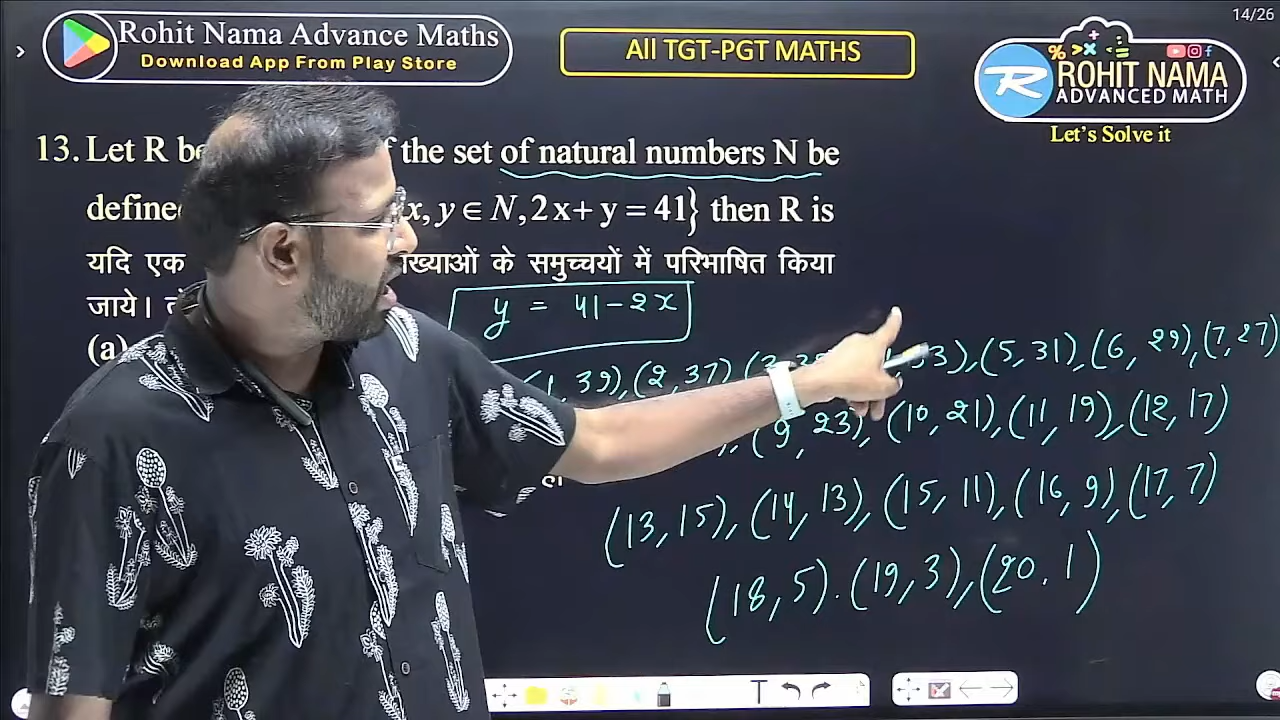 14/26
Rohit Nama Advance Maths
Download App From Play Store
All TGT-PGT MATHS
ROHIT NAMA
ADVANCED MATH
Let's Solve it
13. Let R of the set of natural numbers N be
x, y ∈ N, 2x + y = 41} then R is
यदि एक के समुच्चयों में परिभाषित किया
जाये।
y = 41-2x
(a)
(1, 39), (2, 37), (5, 31), (6, 29), (7, 27)
(9, 23), (10, 21), (11, 19), (12, 17)
(13, 15), (14, 13), (15, 11), (16, 9), (17, 7)
(18, 5). (19, 3), (20, 1)